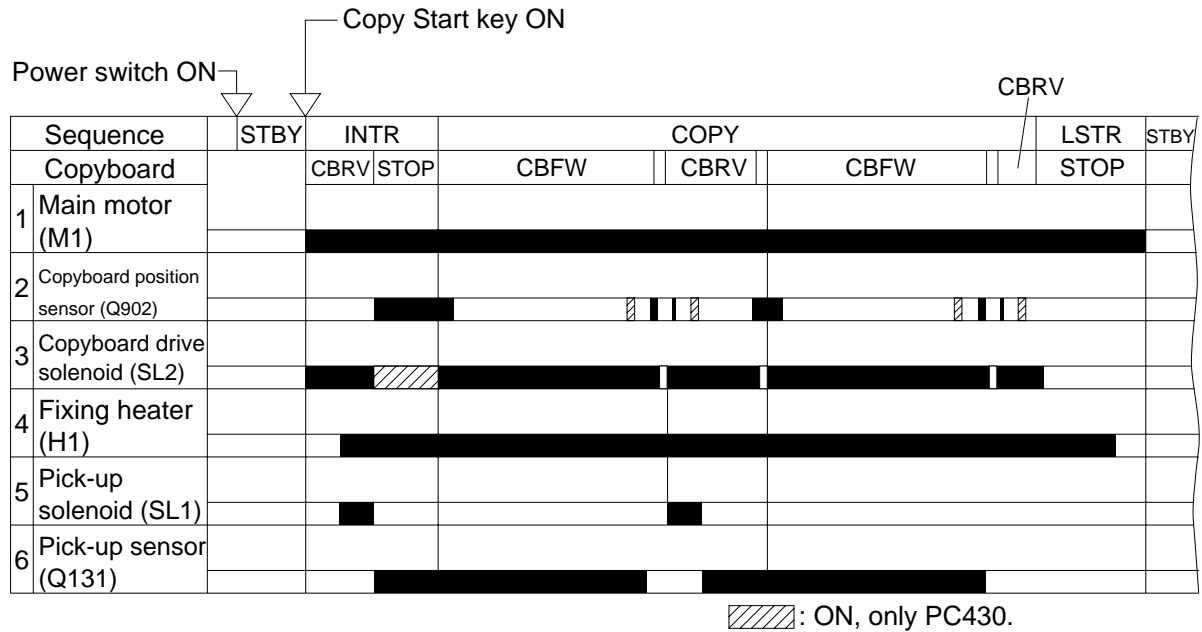 Copy Start key ON
Power switch ON
CBRV
Sequence STBY INTR COPY LSTR STBY
Copyboard CBRV STOP CBFW CBRV CBFW STOP
1 Main motor
(M1)
2 Copyboard position
sensor (Q902)
3 Copyboard drive
solenoid (SL2)
4 Fixing heater
(H1)
5 Pick-up
solenoid (SL1)
6 Pick-up sensor
(Q131)
: ON, only PC430.